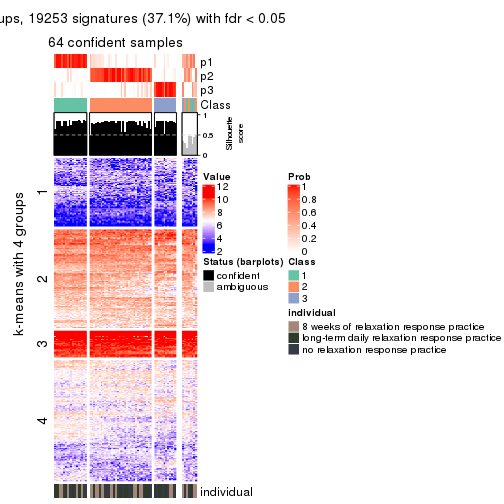 ups, 19253 signatures (37.1%) with fdr < 0.05
64 confident samples
p1
p2
p3
Class
1
0.5
0
Silhouette
score
k-means with 4 groups
1
2
3
4
Value
12
10
8
6
4
2
Prob
1
0.8
0.6
0.4
0.2
0
Status (barplots)
confident
ambiguous
Class
1
2
3
individual
8 weeks of relaxation response practice
long-term daily relaxation response practice
no relaxation response practice
individual